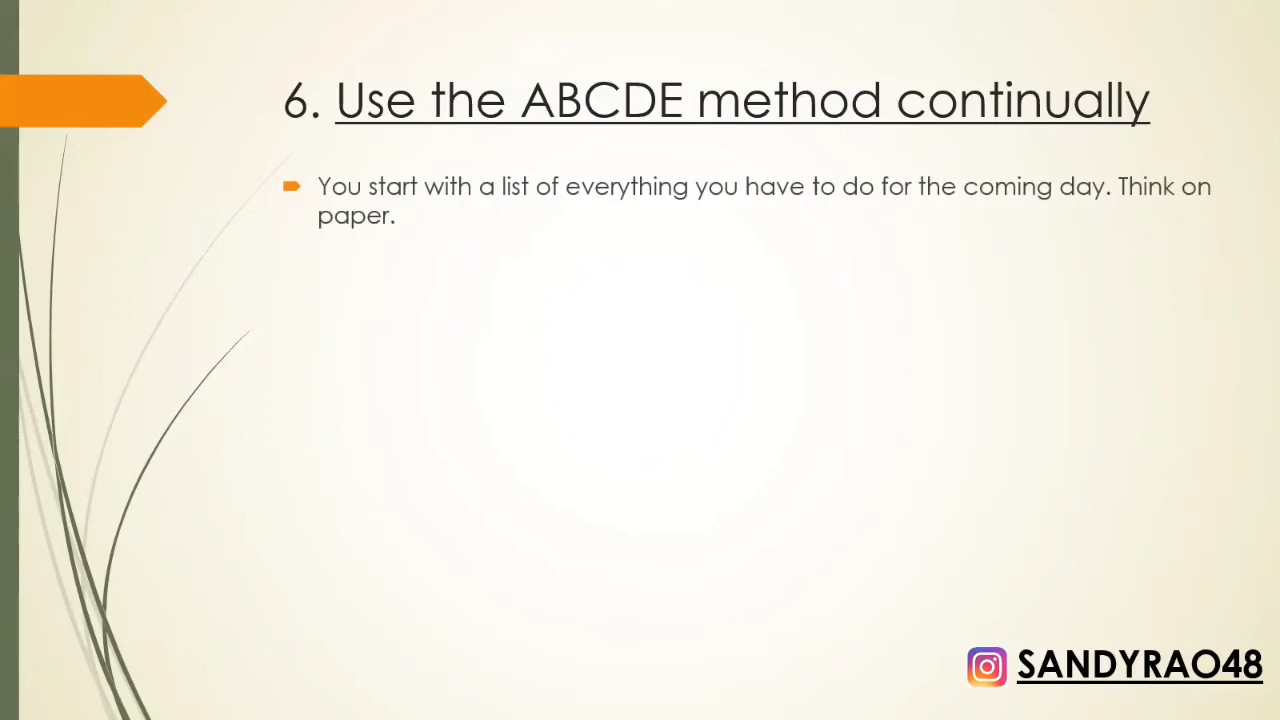 6. Use the ABCDE method continually
You start with a list of everything you have to do for the coming day. Think on
paper.
SANDYRAO48